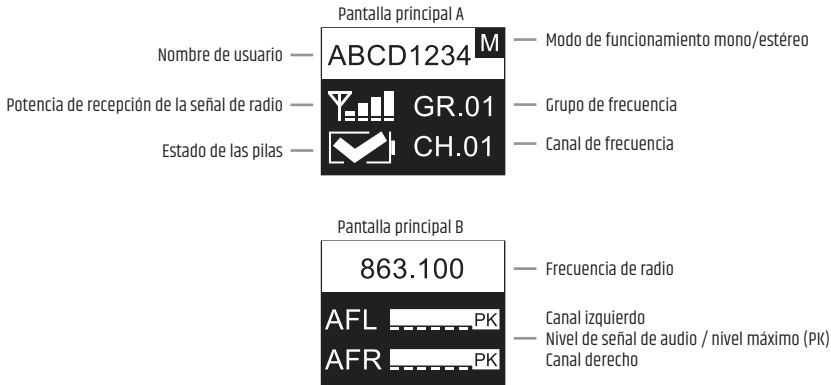 Pantalla principal A
Nombre de usuario
ABCD1234
M
Modo de funcionamiento mono/estéreo
Potencia de recepción de la señal de radio
GR.01
Grupo de frecuencia
Estado de las pilas
CH.01
Canal de frecuencia
Pantalla principal B
863.100
Frecuencia de radio
AFL
PK
Canal izquierdo
Nivel de señal de audio / nivel máximo (PK)
AFR
PK
Canal derecho